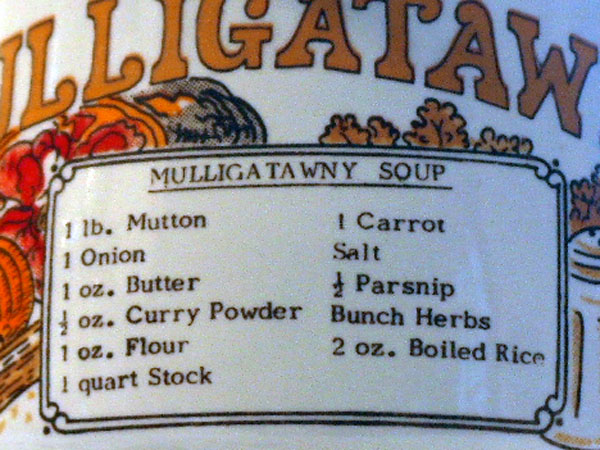 ULLIGATAW
MULLIGATAWNY SOUP
1 lb. Mutton
1 Onion
1 oz. Butter
½ oz. Curry Powder
1 oz. Flour
1 quart Stock
1 Carrot
Salt
½ Parsnip
Bunch Herbs
2 oz. Boiled Rice